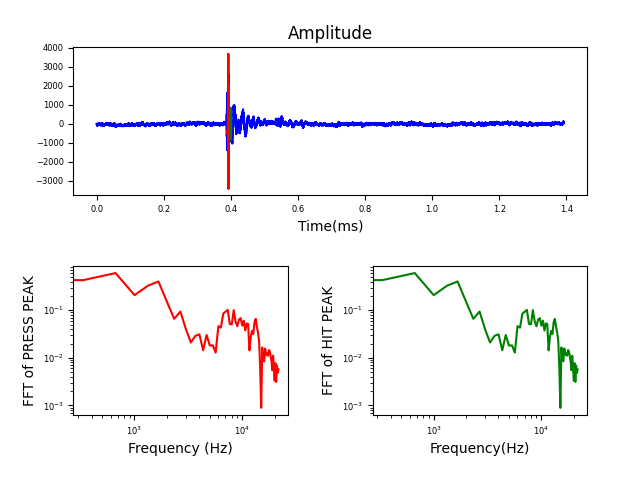 Amplitude
4000
3000
2000
1000
0
−1000
−2000
−3000
0.0 0.2 0.4 0.6 0.8 1.0 1.2 1.4
Time(ms)
FFT of PRESS PEAK
10⁻¹
10⁻²
10⁻³
10³ 10⁴
Frequency (Hz)
FFT of HIT PEAK
10⁻¹
10⁻²
10⁻³
10³ 10⁴
Frequency(Hz)